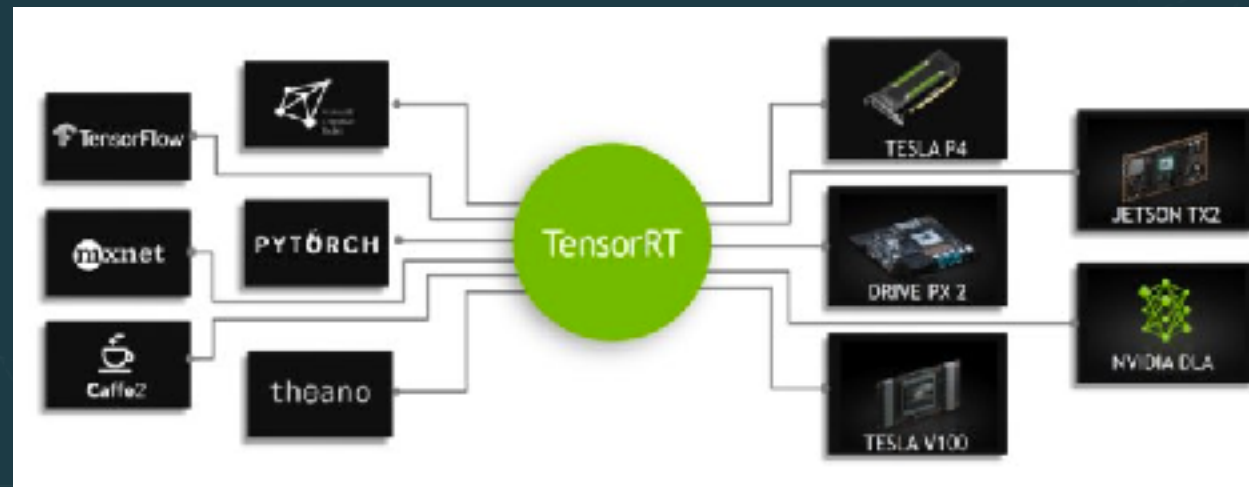 TensorFlow
mxnet
Caffe2
PYTORCH
theano
TensorRT
TESLA P4
JETSON TX2
DRIVE PX 2
NVIDIA DLA
TESLA V100